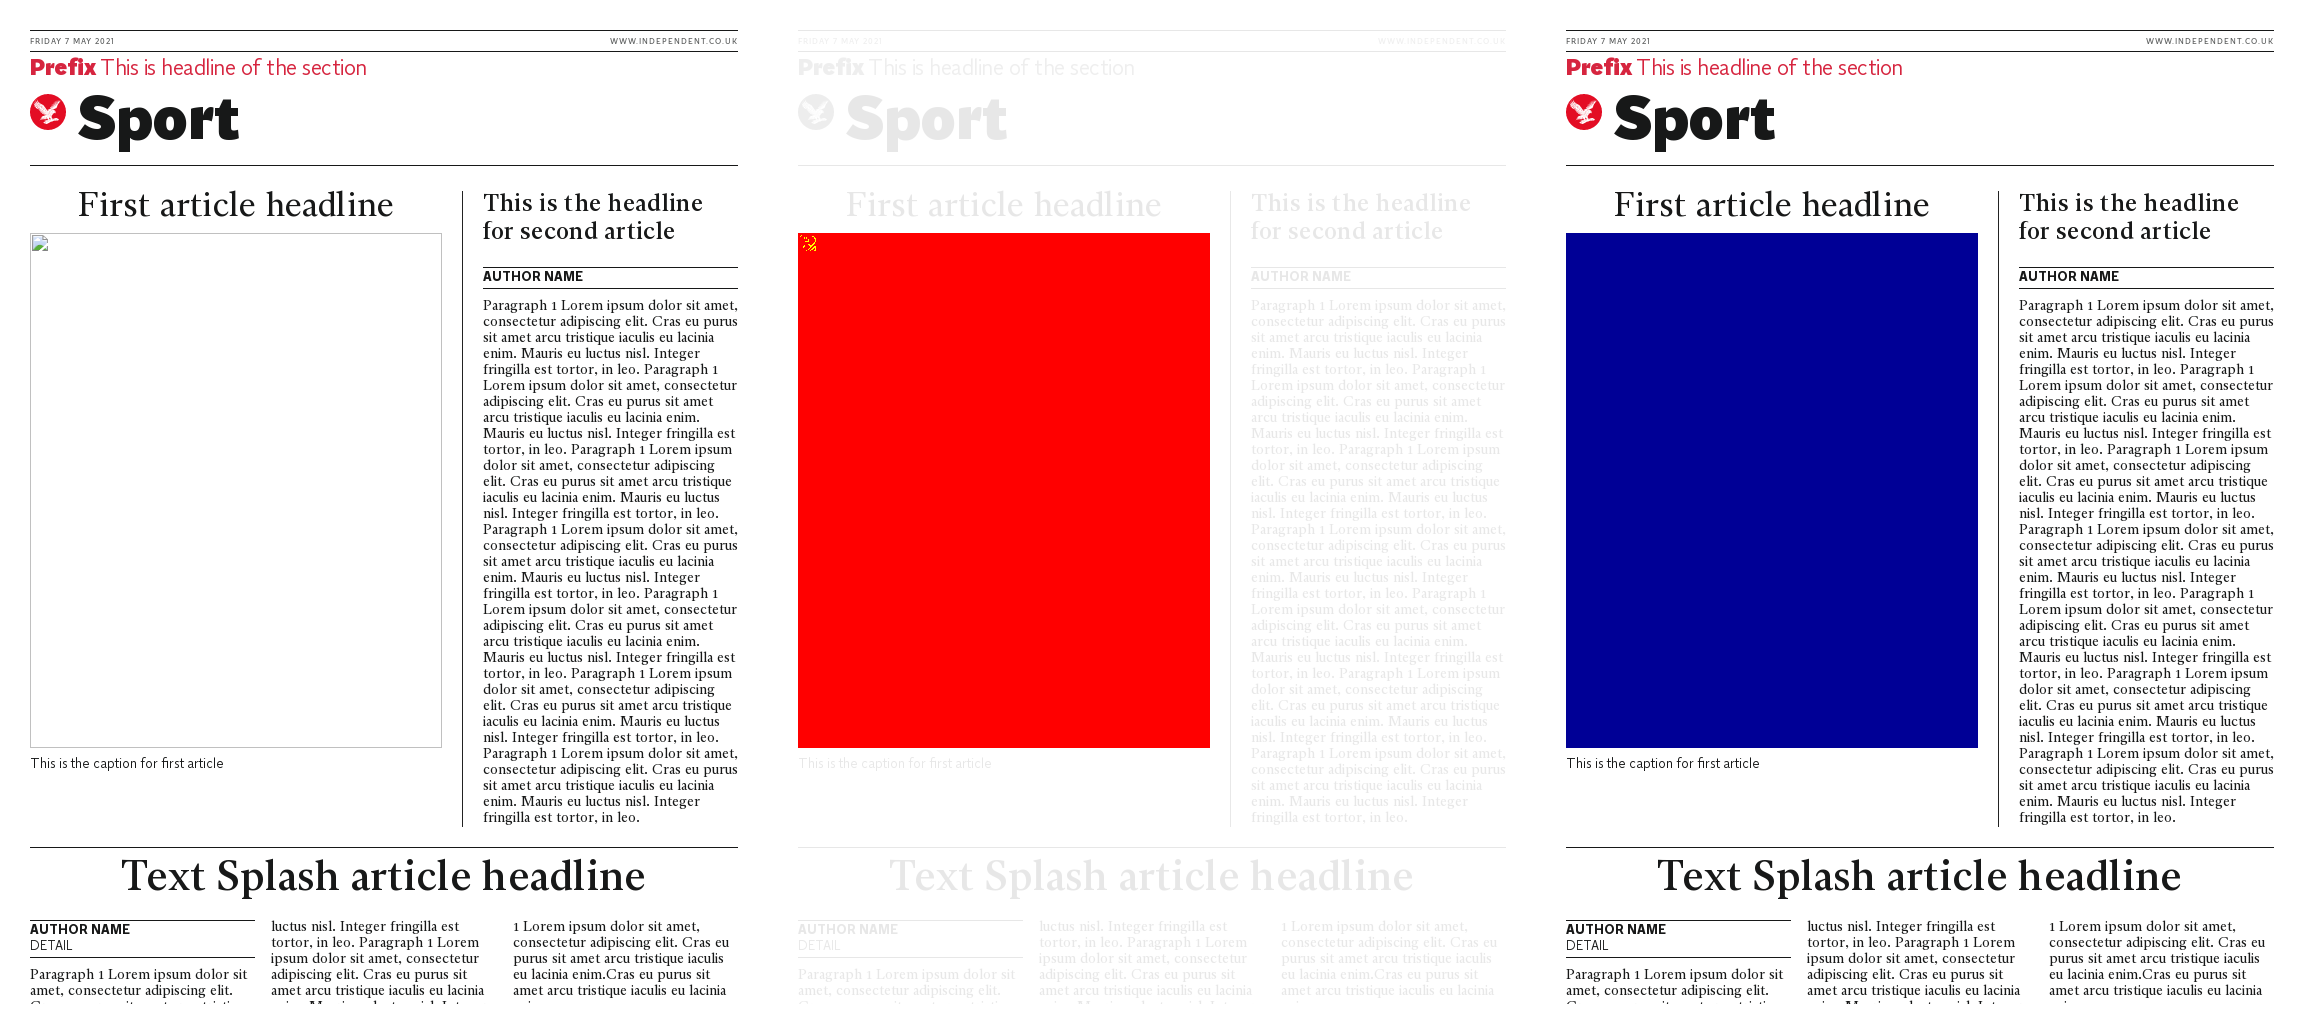 FRIDAY 7 MAY 2021
WWW.INDEPENDENT.CO.UK
Prefix This is headline of the section
Sport
First article headline
This is the caption for first article
This is the headline
for second article
AUTHOR NAME
Paragraph 1 Lorem ipsum dolor sit amet,
consectetur adipiscing elit. Cras eu purus
sit amet arcu tristique iaculis eu lacinia
enim. Mauris eu luctus nisl. Integer
fringilla est tortor, in leo. Paragraph 1
Lorem ipsum dolor sit amet, consectetur
adipiscing elit. Cras eu purus sit amet
arcu tristique iaculis eu lacinia enim.
Mauris eu luctus nisl. Integer fringilla est
tortor, in leo. Paragraph 1 Lorem ipsum
dolor sit amet, consectetur adipiscing
elit. Cras eu purus sit amet arcu tristique
iaculis eu lacinia enim. Mauris eu luctus
nisl. Integer fringilla est tortor, in leo.
Paragraph 1 Lorem ipsum dolor sit amet,
consectetur adipiscing elit. Cras eu purus
sit amet arcu tristique iaculis eu lacinia
enim. Mauris eu luctus nisl. Integer
fringilla est tortor, in leo. Paragraph 1
Lorem ipsum dolor sit amet, consectetur
adipiscing elit. Cras eu purus sit amet
arcu tristique iaculis eu lacinia enim.
Mauris eu luctus nisl. Integer fringilla est
tortor, in leo. Paragraph 1 Lorem ipsum
dolor sit amet, consectetur adipiscing
elit. Cras eu purus sit amet arcu tristique
iaculis eu lacinia enim. Mauris eu luctus
nisl. Integer fringilla est tortor, in leo.
Paragraph 1 Lorem ipsum dolor sit amet,
consectetur adipiscing elit. Cras eu purus
sit amet arcu tristique iaculis eu lacinia
enim. Mauris eu luctus nisl. Integer
fringilla est tortor, in leo.
Text Splash article headline
AUTHOR NAME
DETAIL
Paragraph 1 Lorem ipsum dolor sit
amet, consectetur adipiscing elit.
luctus nisl. Integer fringilla est
tortor, in leo. Paragraph 1 Lorem
ipsum dolor sit amet, consectetur
adipiscing elit. Cras eu purus sit
amet arcu tristique iaculis eu lacinia
1 Lorem ipsum dolor sit amet,
consectetur adipiscing elit. Cras eu
purus sit amet arcu tristique iaculis
eu lacinia enim.Cras eu purus sit
amet arcu tristique iaculis eu lacinia
FRIDAY 7 MAY 2021
WWW.INDEPENDENT.CO.UK
Prefix This is headline of the section
Sport
First article headline
This is the caption for first article
This is the headline
for second article
AUTHOR NAME
Paragraph 1 Lorem ipsum dolor sit amet,
consectetur adipiscing elit. Cras eu purus
sit amet arcu tristique iaculis eu lacinia
enim. Mauris eu luctus nisl. Integer
fringilla est tortor, in leo. Paragraph 1
Lorem ipsum dolor sit amet, consectetur
adipiscing elit. Cras eu purus sit amet
arcu tristique iaculis eu lacinia enim.
Mauris eu luctus nisl. Integer fringilla est
tortor, in leo. Paragraph 1 Lorem ipsum
dolor sit amet, consectetur adipiscing
elit. Cras eu purus sit amet arcu tristique
iaculis eu lacinia enim. Mauris eu luctus
nisl. Integer fringilla est tortor, in leo.
Paragraph 1 Lorem ipsum dolor sit amet,
consectetur adipiscing elit. Cras eu purus
sit amet arcu tristique iaculis eu lacinia
enim. Mauris eu luctus nisl. Integer
fringilla est tortor, in leo. Paragraph 1
Lorem ipsum dolor sit amet, consectetur
adipiscing elit. Cras eu purus sit amet
arcu tristique iaculis eu lacinia enim.
Mauris eu luctus nisl. Integer fringilla est
tortor, in leo. Paragraph 1 Lorem ipsum
dolor sit amet, consectetur adipiscing
elit. Cras eu purus sit amet arcu tristique
iaculis eu lacinia enim. Mauris eu luctus
nisl. Integer fringilla est tortor, in leo.
Paragraph 1 Lorem ipsum dolor sit amet,
consectetur adipiscing elit. Cras eu purus
sit amet arcu tristique iaculis eu lacinia
enim. Mauris eu luctus nisl. Integer
fringilla est tortor, in leo.
Text Splash article headline
AUTHOR NAME
DETAIL
Paragraph 1 Lorem ipsum dolor sit
amet, consectetur adipiscing elit.
luctus nisl. Integer fringilla est
tortor, in leo. Paragraph 1 Lorem
ipsum dolor sit amet, consectetur
adipiscing elit. Cras eu purus sit
amet arcu tristique iaculis eu lacinia
1 Lorem ipsum dolor sit amet,
consectetur adipiscing elit. Cras eu
purus sit amet arcu tristique iaculis
eu lacinia enim.Cras eu purus sit
amet arcu tristique iaculis eu lacinia
FRIDAY 7 MAY 2021
WWW.INDEPENDENT.CO.UK
Prefix This is headline of the section
Sport
First article headline
This is the caption for first article
This is the headline
for second article
AUTHOR NAME
Paragraph 1 Lorem ipsum dolor sit amet,
consectetur adipiscing elit. Cras eu purus
sit amet arcu tristique iaculis eu lacinia
enim. Mauris eu luctus nisl. Integer
fringilla est tortor, in leo. Paragraph 1
Lorem ipsum dolor sit amet, consectetur
adipiscing elit. Cras eu purus sit amet
arcu tristique iaculis eu lacinia enim.
Mauris eu luctus nisl. Integer fringilla est
tortor, in leo. Paragraph 1 Lorem ipsum
dolor sit amet, consectetur adipiscing
elit. Cras eu purus sit amet arcu tristique
iaculis eu lacinia enim. Mauris eu luctus
nisl. Integer fringilla est tortor, in leo.
Paragraph 1 Lorem ipsum dolor sit amet,
consectetur adipiscing elit. Cras eu purus
sit amet arcu tristique iaculis eu lacinia
enim. Mauris eu luctus nisl. Integer
fringilla est tortor, in leo. Paragraph 1
Lorem ipsum dolor sit amet, consectetur
adipiscing elit. Cras eu purus sit amet
arcu tristique iaculis eu lacinia enim.
Mauris eu luctus nisl. Integer fringilla est
tortor, in leo. Paragraph 1 Lorem ipsum
dolor sit amet, consectetur adipiscing
elit. Cras eu purus sit amet arcu tristique
iaculis eu lacinia enim. Mauris eu luctus
nisl. Integer fringilla est tortor, in leo.
Paragraph 1 Lorem ipsum dolor sit amet,
consectetur adipiscing elit. Cras eu purus
sit amet arcu tristique iaculis eu lacinia
enim. Mauris eu luctus nisl. Integer
fringilla est tortor, in leo.
Text Splash article headline
AUTHOR NAME
DETAIL
Paragraph 1 Lorem ipsum dolor sit
amet, consectetur adipiscing elit.
luctus nisl. Integer fringilla est
tortor, in leo. Paragraph 1 Lorem
ipsum dolor sit amet, consectetur
adipiscing elit. Cras eu purus sit
amet arcu tristique iaculis eu lacinia
1 Lorem ipsum dolor sit amet,
consectetur adipiscing elit. Cras eu
purus sit amet arcu tristique iaculis
eu lacinia enim.Cras eu purus sit
amet arcu tristique iaculis eu lacinia